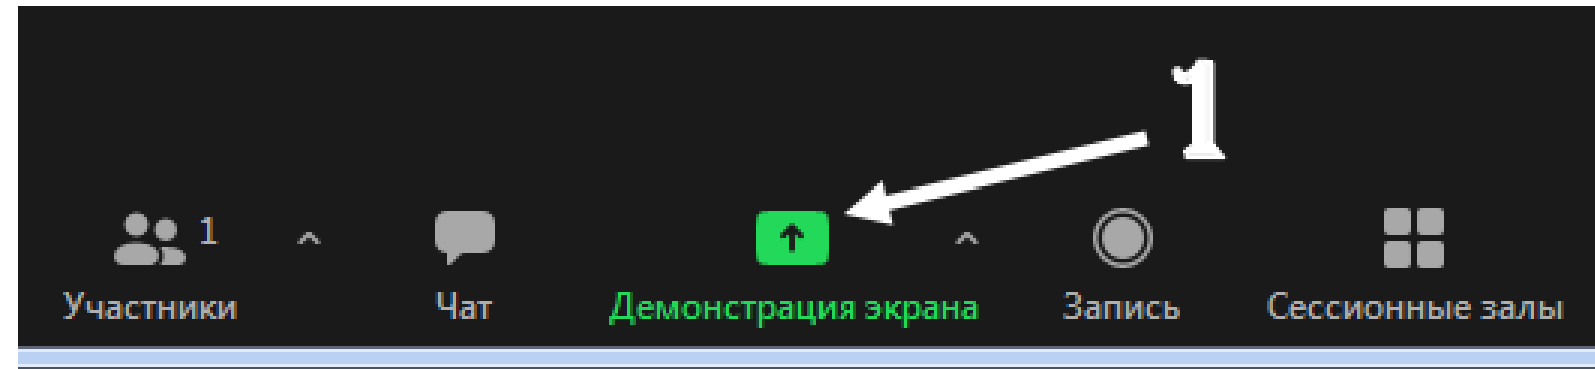 1
1
Участники
Чат
Демонстрация экрана
Запись
Сессионные залы